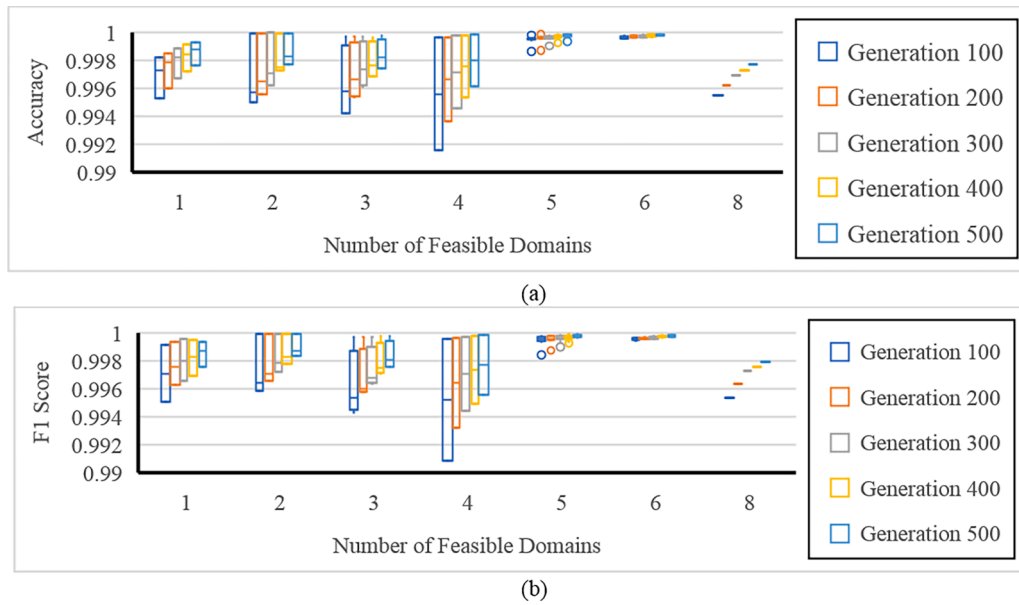 1
0.998
0.996
0.994
0.992
0.99
Accuracy
1 2 3 4 5 6 8
Number of Feasible Domains
Generation 100
Generation 200
Generation 300
Generation 400
Generation 500
(a)
1
0.998
0.996
0.994
0.992
0.99
F1 Score
1 2 3 4 5 6 8
Number of Feasible Domains
Generation 100
Generation 200
Generation 300
Generation 400
Generation 500
(b)